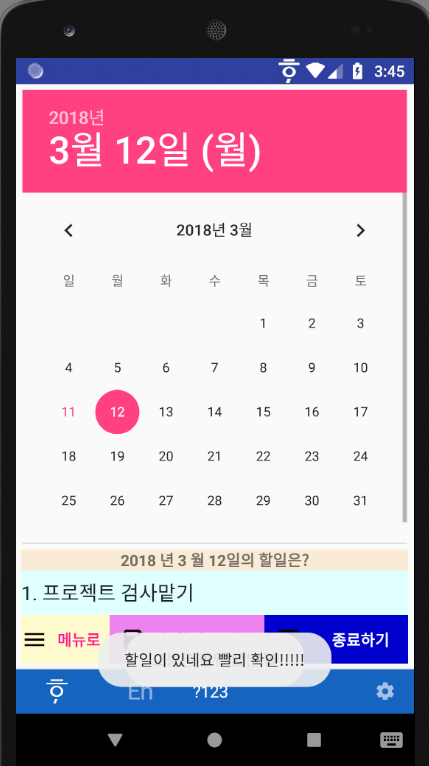 3:45
2018년
3월 12일 (월)
2018년 3월
일 월 화 수 목 금 토
1 2 3
4 5 6 7 8 9 10
11 12 13 14 15 16 17
18 19 20 21 22 23 24
25 26 27 28 29 30 31
2018 년 3 월 12일의 할일은?
1. 프로젝트 검사맡기
메뉴로 종료하기
할일이 있네요 빨리 확인!!!!!
En ?123